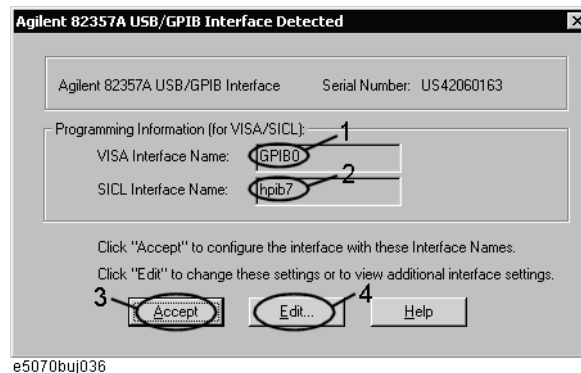 Agilent 82357A USB/GPIB Interface Detected
Agilent 82357A USB/GPIB Interface Serial Number: US42060163
Programming Information (for VISA/SICL):
1
VISA Interface Name: GPIB0
2
SICL Interface Name: hpib7
Click "Accept" to configure the interface with these Interface Names.
Click "Edit" to change these settings or to view additional interface settings.
3 4
Accept Edit... Help
e5070buj036